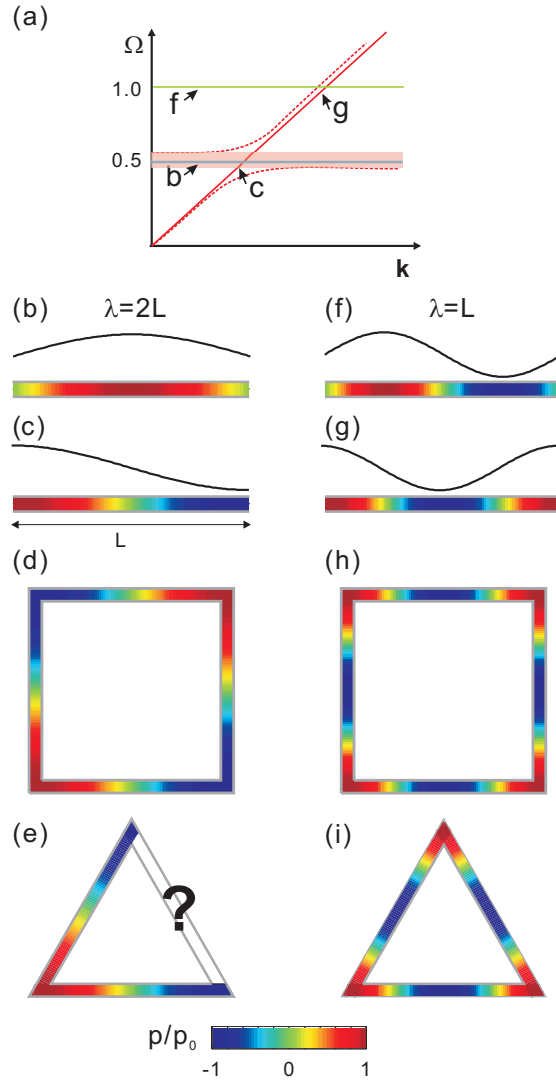 (a)
Ω
1.0
f
g
0.5
b
c
k
(b) λ=2L
(f) λ=L
(c)
(g)
L
(d)
(h)
(e)
?
(i)
p/p0
-1 0 1